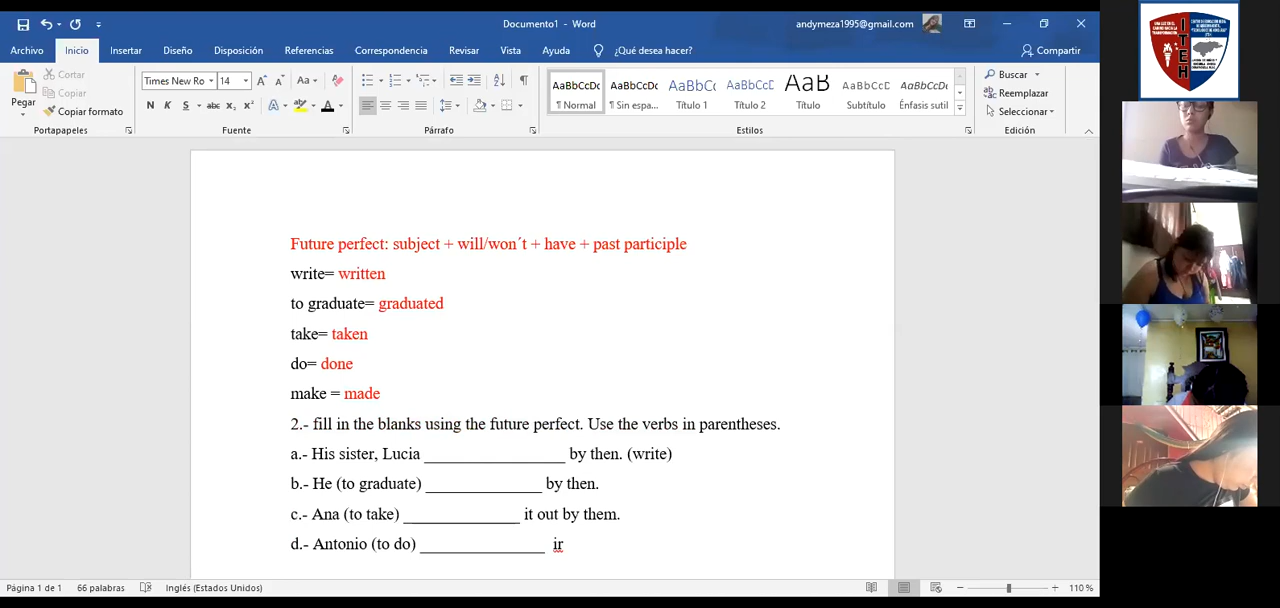 Documento1 - Word
andymeza1995@gmail.com
Archivo
Inicio
Insertar
Diseño
Disposición
Referencias
Correspondencia
Revisar
Vista
Ayuda
¿Qué desea hacer?
Compartir
Pegar
Cortar
Copiar
Copiar formato
Portapapeles
Times New Ro
14
Fuente
Párrafo
AaBbCcDc
¶ Normal
AaBbCcDc
¶ Sin espa...
AaBbC
Título 1
AaBbCc
Título 2
AaB
Título
AaBbCcD
Subtítulo
AaBbCcDc
Énfasis sutil
Estilos
Buscar
Reemplazar
Seleccionar
Edición
Future perfect: subject + will/won´t + have + past participle
write= written
to graduate= graduated
take= taken
do= done
make = made
2.- fill in the blanks using the future perfect. Use the verbs in parentheses.
a.- His sister, Lucia ________________ by then. (write)
b.- He (to graduate) _____________ by then.
c.- Ana (to take) _____________ it out by them.
d.- Antonio (to do) ______________ ir
Página 1 de 1
66 palabras
Inglés (Estados Unidos)
110 %
ITEH